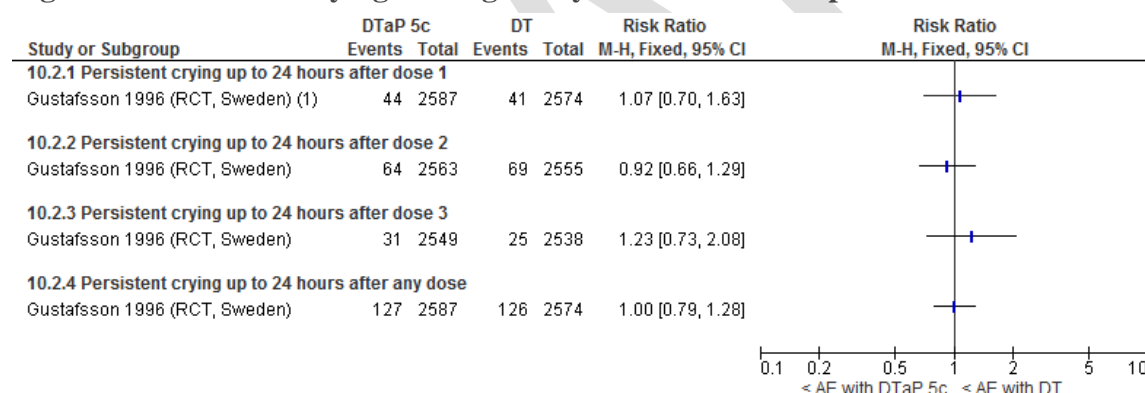 DTaP 5c DT Risk Ratio Risk Ratio
Study or Subgroup Events Total Events Total M-H, Fixed, 95% CI M-H, Fixed, 95% CI
10.2.1 Persistent crying up to 24 hours after dose 1
Gustafsson 1996 (RCT, Sweden) (1) 44 2587 41 2574 1.07 [0.70, 1.63]
10.2.2 Persistent crying up to 24 hours after dose 2
Gustafsson 1996 (RCT, Sweden) 64 2563 69 2555 0.92 [0.66, 1.29]
10.2.3 Persistent crying up to 24 hours after dose 3
Gustafsson 1996 (RCT, Sweden) 31 2549 25 2538 1.23 [0.73, 2.08]
10.2.4 Persistent crying up to 24 hours after any dose
Gustafsson 1996 (RCT, Sweden) 127 2587 126 2574 1.00 [0.79, 1.28]
0.1 0.2 0.5 1 2 5 10
< AE with DTaP 5c < AE with DT